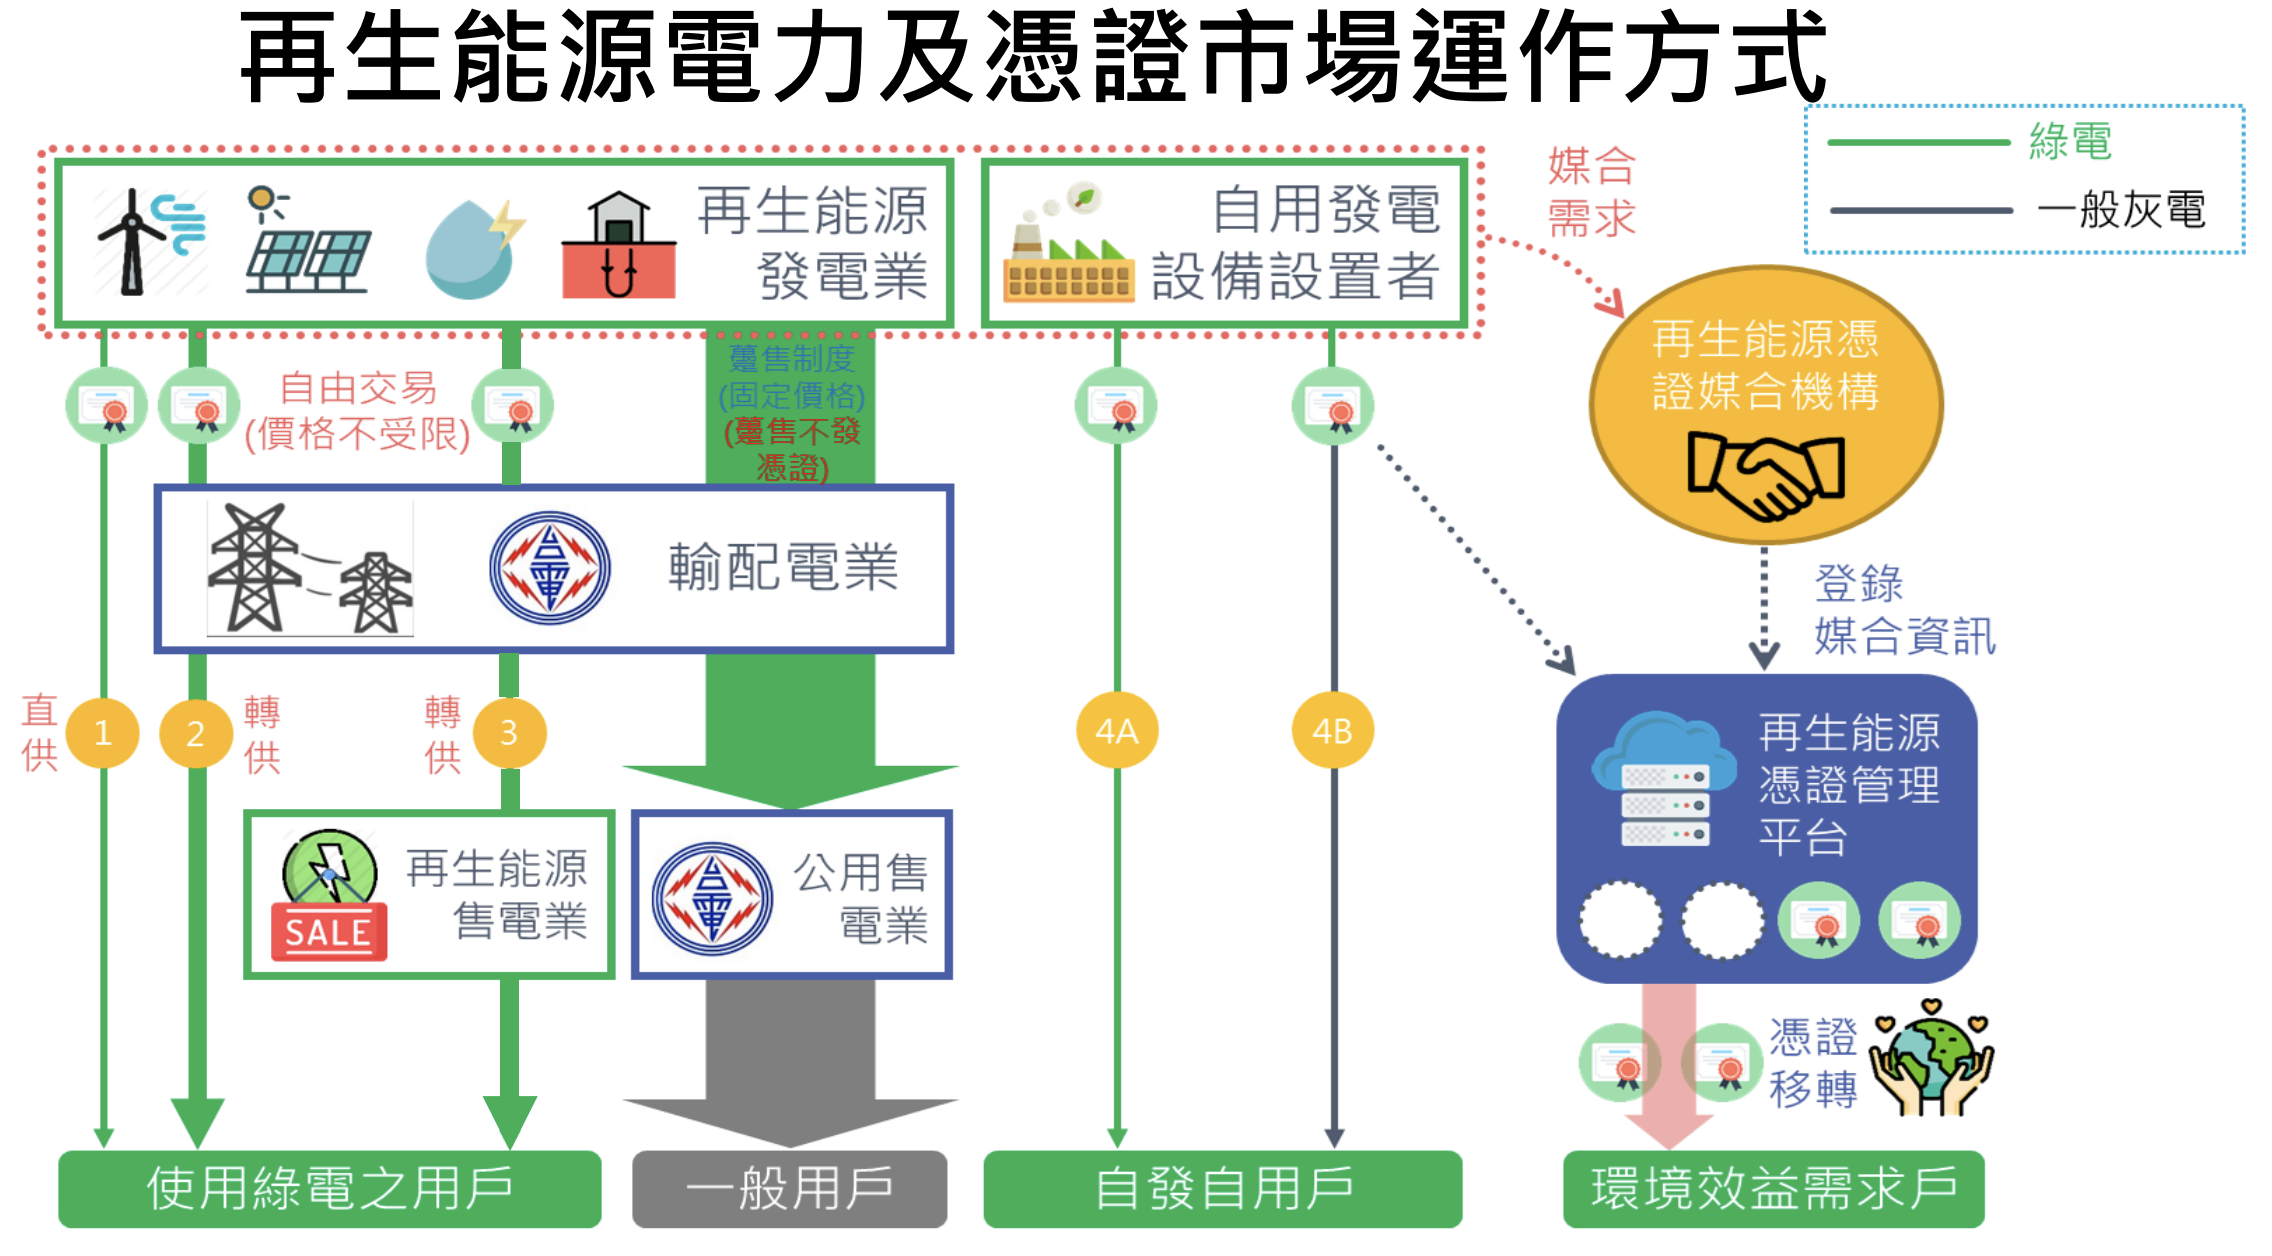 再生能源電力及憑證市場運作方式
綠電
一般灰電
再生能源
發電業
自用發電
設備設置者
媒合
需求
再生能源憑
證媒合機構
自由交易
(價格不受限)
躉售制度
(固定價格)
(躉售不發
憑證)
輸配電業
台電
登錄
媒合資訊
直
供
1
2
轉
供
轉
供
3
4A
4B
再生能源
憑證管理
平台
SALE
再生能源
售電業
台電
公用售
電業
憑證
移轉
使用綠電之用戶
一般用戶
自發自用戶
環境效益需求戶